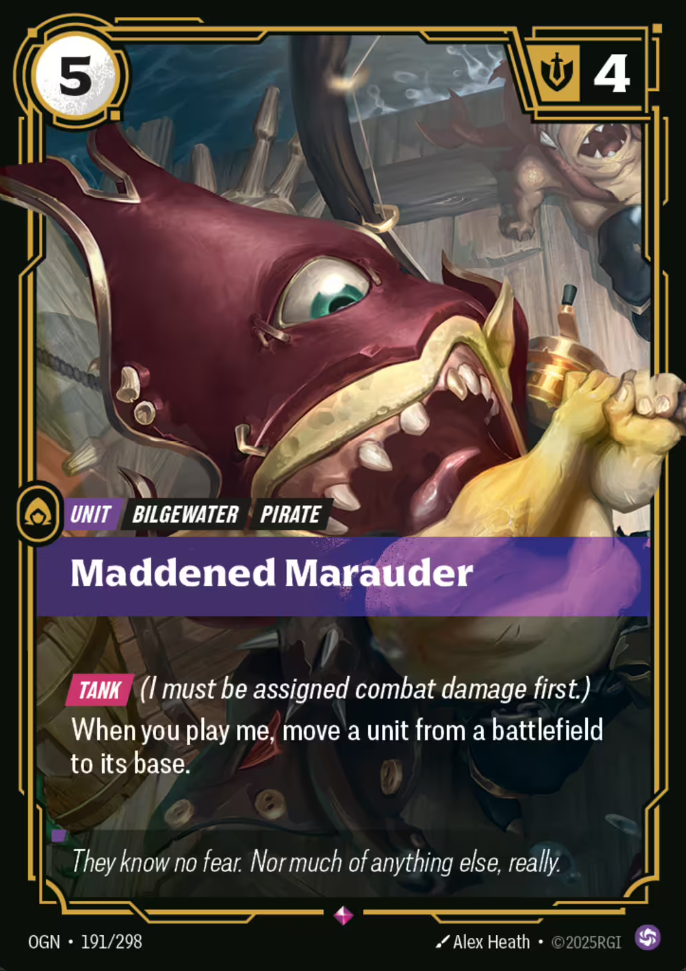 5
4
UNIT BILGEWATER PIRATE
Maddened Marauder
TANK (I must be assigned combat damage first.)
When you play me, move a unit from a battlefield
to its base.
They know no fear. Nor much of anything else, really.
OGN • 191/298
Alex Heath • ©2025RGI